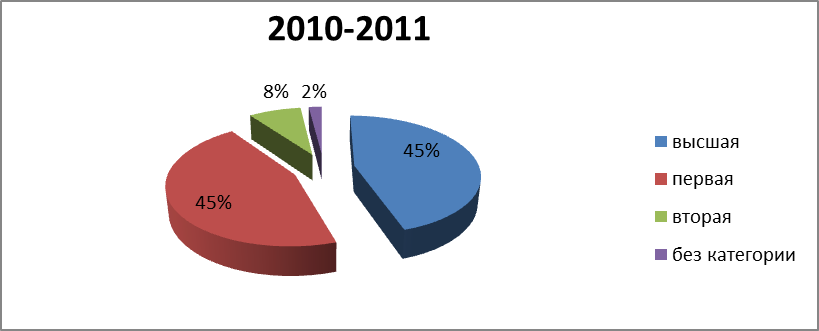 2010-2011
8%
2%
45%
45%
высшая
первая
вторая
без категории